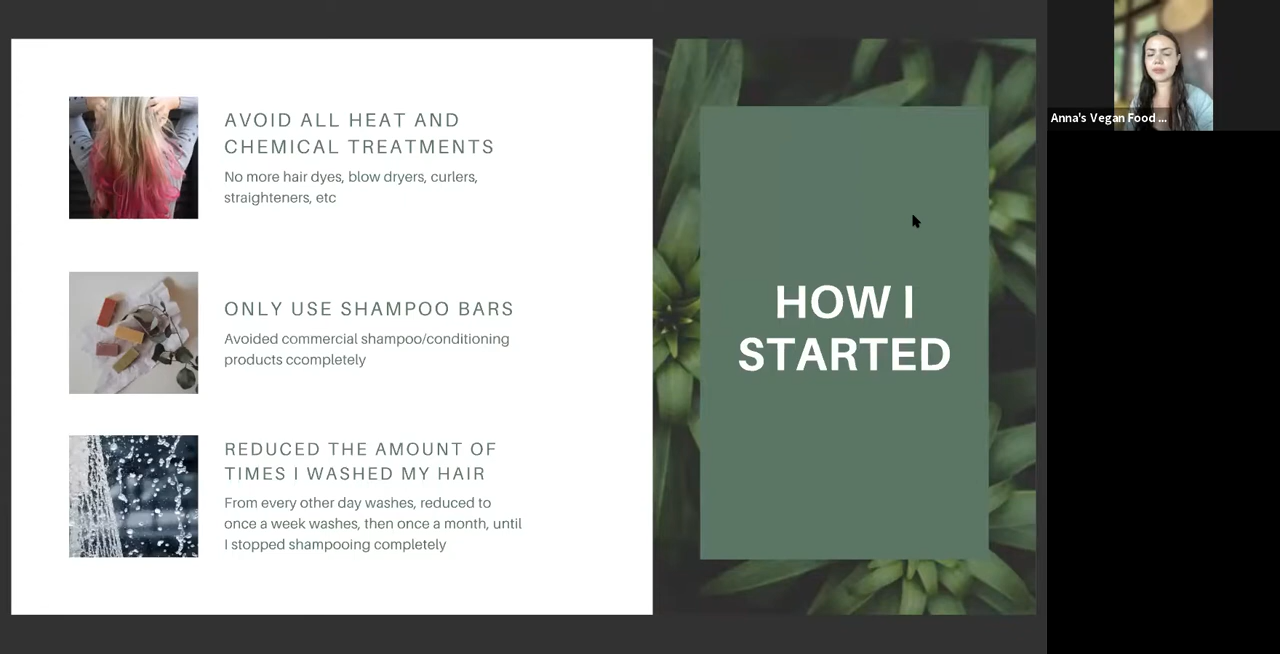 AVOID ALL HEAT AND
CHEMICAL TREATMENTS
No more hair dyes, blow dryers, curlers,
straighteners, etc
ONLY USE SHAMPOO BARS
Avoided commercial shampoo/conditioning
products ccompletely
REDUCED THE AMOUNT OF
TIMES I WASHED MY HAIR
From every other day washes, reduced to
once a week washes, then once a month, until
I stopped shampooing completely
HOW I
STARTED
Anna's Vegan Food ...